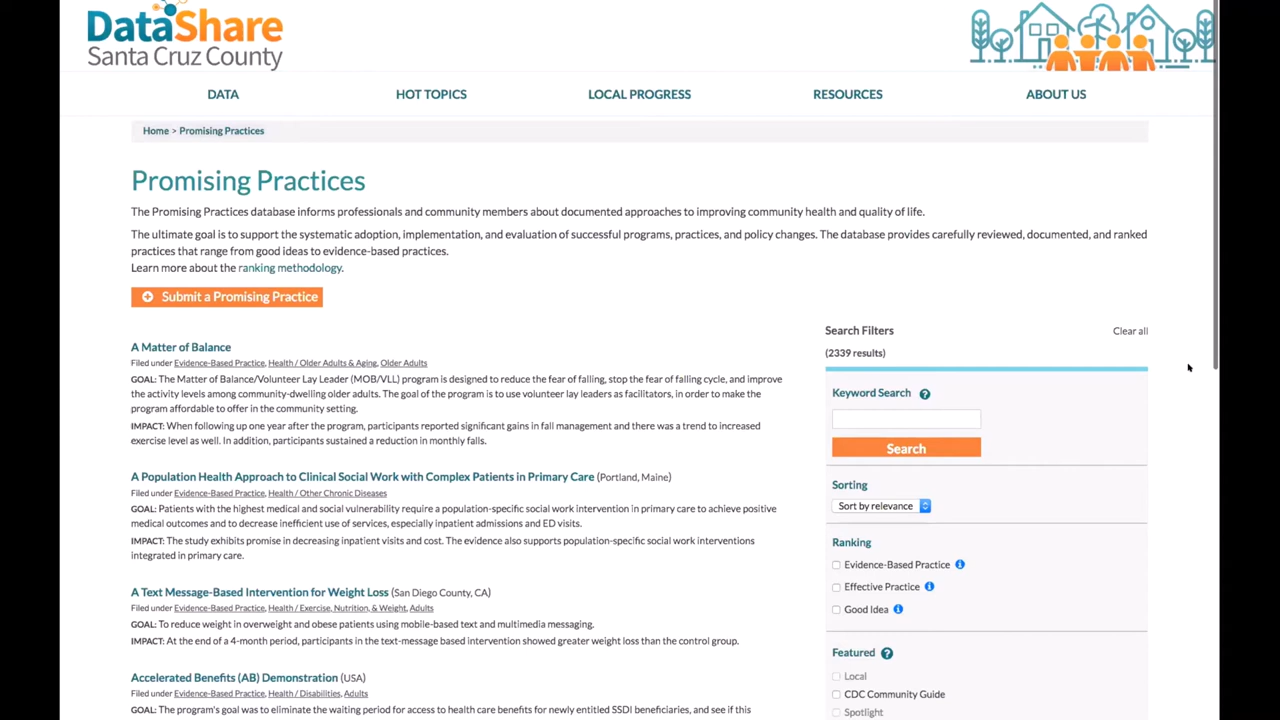 DataShare
Santa Cruz County
DATA
HOT TOPICS
LOCAL PROGRESS
RESOURCES
ABOUT US
Home > Promising Practices
Promising Practices
The Promising Practices database informs professionals and community members about documented approaches to improving community health and quality of life.
The ultimate goal is to support the systematic adoption, implementation, and evaluation of successful programs, practices, and policy changes. The database provides carefully reviewed, documented, and ranked
practices that range from good ideas to evidence-based practices.
Learn more about the ranking methodology.
Submit a Promising Practice
A Matter of Balance
Filed under Evidence-Based Practice, Health / Older Adults & Aging, Older Adults
GOAL: The Matter of Balance/Volunteer Lay Leader (MOB/VLL) program is designed to reduce the fear of falling, stop the fear of falling cycle, and improve
the activity levels among community-dwelling older adults. The goal of the program is to use volunteer lay leaders as facilitators, in order to make the
program affordable to offer in the community setting.
IMPACT: When following up one year after the program, participants reported significant gains in fall management and there was a trend to increased
exercise level as well. In addition, participants sustained a reduction in monthly falls.
A Population Health Approach to Clinical Social Work with Complex Patients in Primary Care (Portland, Maine)
Filed under Evidence-Based Practice, Health / Other Chronic Diseases
GOAL: Patients with the highest medical and social vulnerability require a population-specific social work intervention in primary care to achieve positive
medical outcomes and to decrease inefficient use of services, especially inpatient admissions and ED visits.
IMPACT: The study exhibits promise in decreasing inpatient visits and cost. The evidence also supports population-specific social work interventions
integrated in primary care.
A Text Message-Based Intervention for Weight Loss (San Diego County, CA)
Filed under Evidence-Based Practice, Health / Exercise, Nutrition, & Weight, Adults
GOAL: To reduce weight in overweight and obese patients using mobile-based text and multimedia messaging.
IMPACT: At the end of a 4-month period, participants in the text-message based intervention showed greater weight loss than the control group.
Accelerated Benefits (AB) Demonstration (USA)
Filed under Evidence-Based Practice, Health / Disabilities, Adults
GOAL: The program's goal was to eliminate the waiting period for access to health care benefits for newly entitled SSDI beneficiaries, and see if this
Search Filters
Clear all
(2339 results)
Keyword Search
Search
Sorting
Sort by relevance
Ranking
Evidence-Based Practice
Effective Practice
Good Idea
Featured
Local
CDC Community Guide
Spotlight